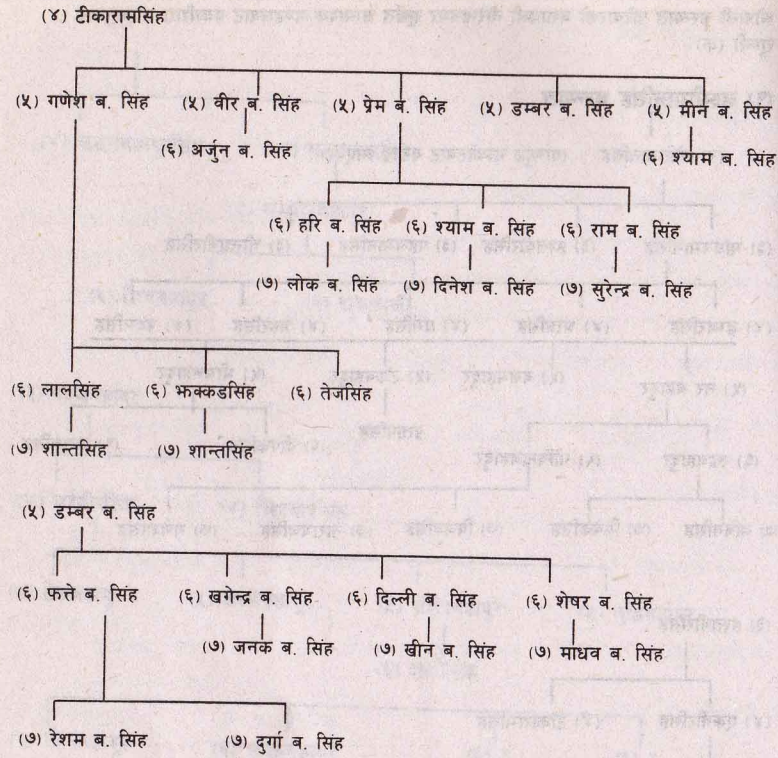 (४) टीकारामसिंह
(५) गणेश ब. सिंह (५) वीर ब. सिंह (५) प्रेम ब. सिंह (५) डम्बर ब. सिंह (५) मीन ब. सिंह
(६) अर्जुन ब. सिंह (६) श्याम ब. सिंह
(६) हरि ब. सिंह (६) श्याम ब. सिंह (६) राम ब. सिंह
(७) लोक ब. सिंह (७) दिनेश ब. सिंह (७) सुरेन्द्र ब. सिंह
(६) लालसिंह (६) झक्कडसिंह (६) तेजसिंह
(७) शान्तसिंह (७) शान्तसिंह
(५) डम्बर ब. सिंह
(६) फत्ते ब. सिंह (६) खगेन्द्र ब. सिंह (६) दिल्ली ब. सिंह (६) शेषर ब. सिंह
(७) जनक ब. सिंह (७) खीन ब. सिंह (७) माधव ब. सिंह
(७) रेशम ब. सिंह (७) दुर्गा ब. सिंह